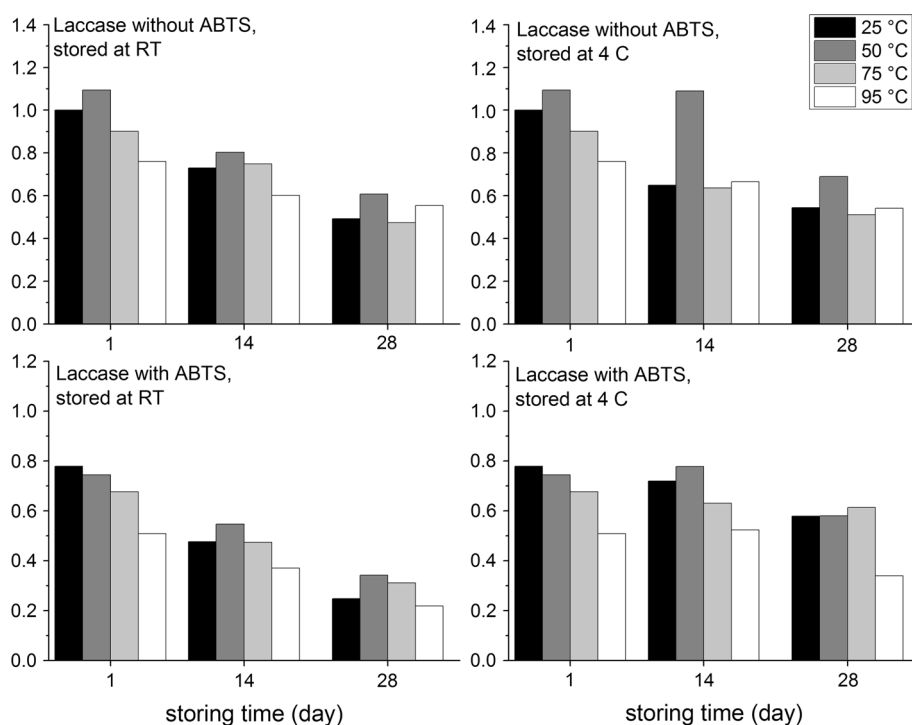 Laccase without ABTS,
stored at RT
1.4
1.2
1.0
0.8
0.6
0.4
0.2
0.0
1 14 28
Laccase without ABTS,
stored at 4 C
1.4
1.2
1.0
0.8
0.6
0.4
0.2
0.0
1 14 28
25 °C
50 °C
75 °C
95 °C
Laccase with ABTS,
stored at RT
1.2
1.0
0.8
0.6
0.4
0.2
0.0
1 14 28
storing time (day)
Laccase with ABTS,
stored at 4 C
1.2
1.0
0.8
0.6
0.4
0.2
0.0
1 14 28
storing time (day)